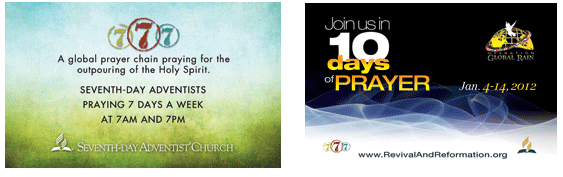 777
A global prayer chain praying for the
outpouring of the Holy Spirit.
SEVENTH-DAY ADVENTISTS
PRAYING 7 DAYS A WEEK
AT 7AM AND 7PM
SEVENTH-DAY ADVENTIST CHURCH
Join us in
10
days
of PRAYER
OPERATION
GLOBAL RAIN
Jan. 4-14, 2012
777
www.RevivalAndReformation.org